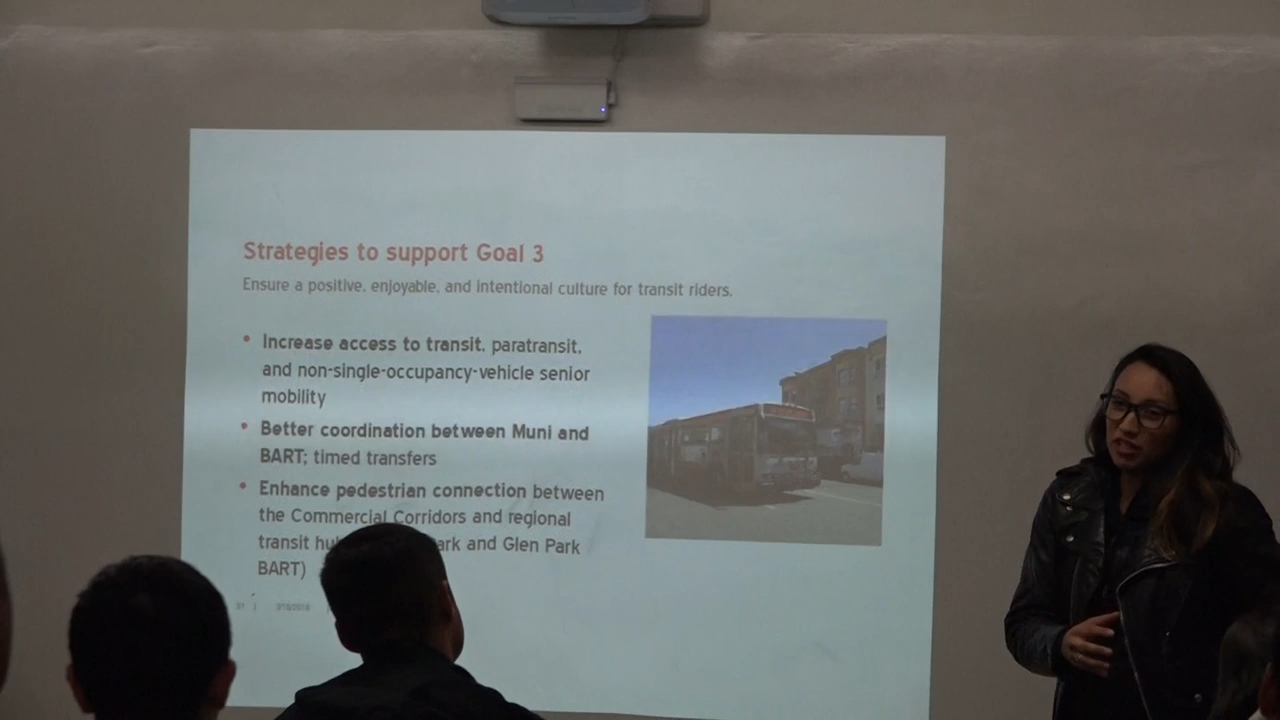 Strategies to support Goal 3
Ensure a positive, enjoyable, and intentional culture for transit riders.
• Increase access to transit, paratransit,
and non-single-occupancy-vehicle senior
mobility
• Better coordination between Muni and
BART; timed transfers
• Enhance pedestrian connection between
the Commercial Corridors and regional
transit and Glen Park
BART)